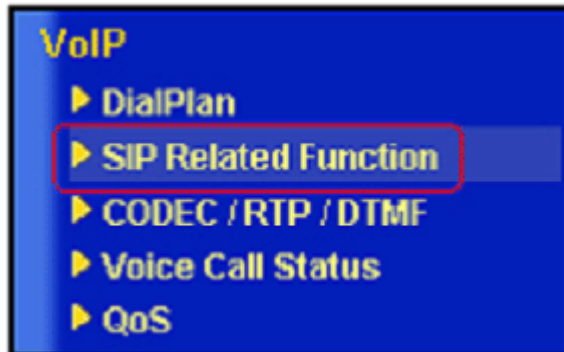 VoIP
DialPlan
SIP Related Function
CODEC / RTP / DTMF
Voice Call Status
QoS